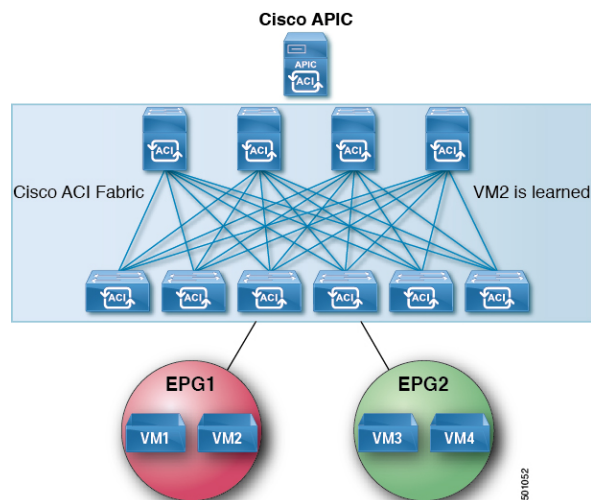 Cisco APIC
APIC
ACI
ACI
ACI
ACI
ACI
Cisco ACI Fabric
VM2 is learned
ACI
ACI
ACI
ACI
ACI
ACI
EPG1
EPG2
VM1
VM2
VM3
VM4
501052